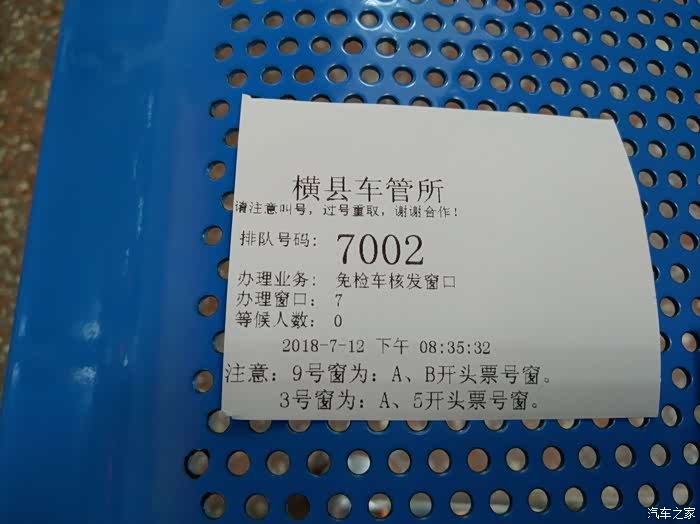 横县车管所
请注意叫号，过号重取，谢谢合作！
排队号码: 7002
办理业务: 免检车核发窗口
办理窗口: 7
等候人数: 0
2018-7-12 下午 08:35:32
注意: 9号窗为: A、B开头票号窗。
3号窗为: A、5开头票号窗。
汽车之家